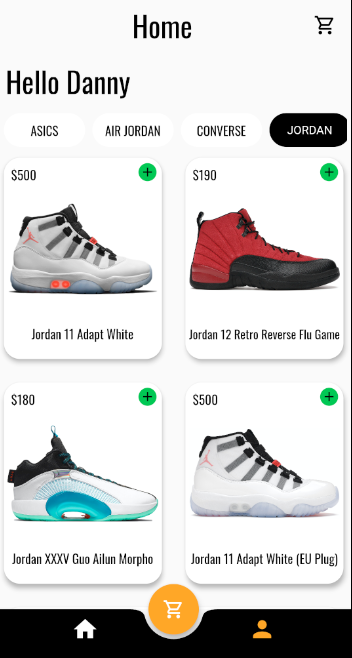 Home
Hello Danny
ASICS AIR JORDAN CONVERSE JORDAN
$500 $190
Jordan 11 Adapt White Jordan 12 Retro Reverse Flu Game
$180 $500
Jordan XXXV Guo Ailun Morpho Jordan 11 Adapt White (EU Plug)